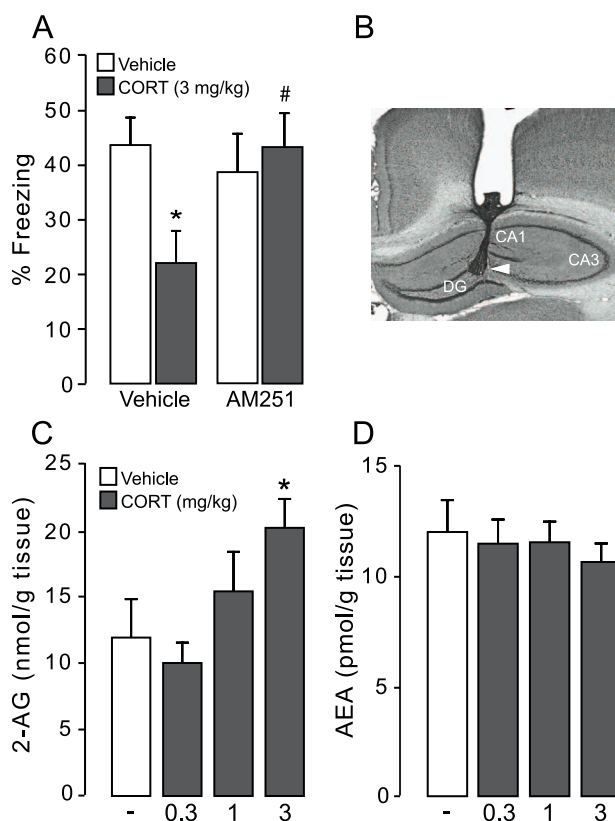 A
% Freezing
60
50
40
30
20
10
0
Vehicle
CORT (3 mg/kg)
*
#
Vehicle AM251
B
CA1
CA3
DG
C
2-AG (nmol/g tissue)
25
20
15
10
5
0
Vehicle
CORT (mg/kg)
*
- 0.3 1 3
D
AEA (pmol/g tissue)
15
10
5
0
- 0.3 1 3